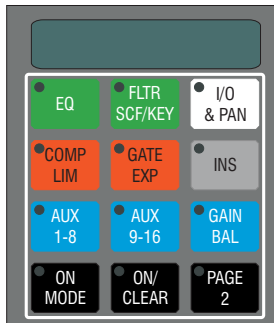 EQ
FLTR
SCF/KEY
I/O
& PAN
COMP
LIM
GATE
EXP
INS
AUX
1-8
AUX
9-16
GAIN
BAL
ON
MODE
ON/
CLEAR
PAGE
2